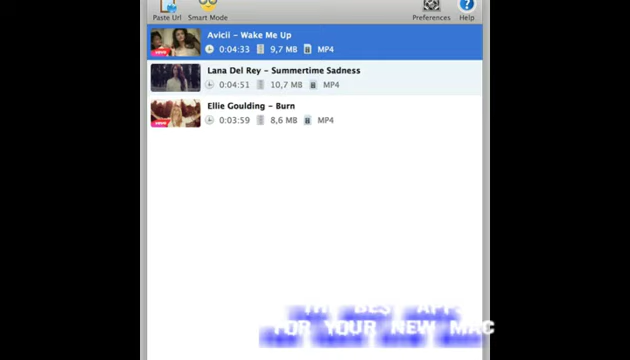 Paste Url Smart Mode Preferences Help
Avicii – Wake Me Up
0:04:33 9,7 MB MP4
Lana Del Rey – Summertime Sadness
0:04:51 10,7 MB MP4
Ellie Goulding – Burn
0:03:59 8,6 MB MP4
THE BEST APPS
FOR YOUR NEW MAC